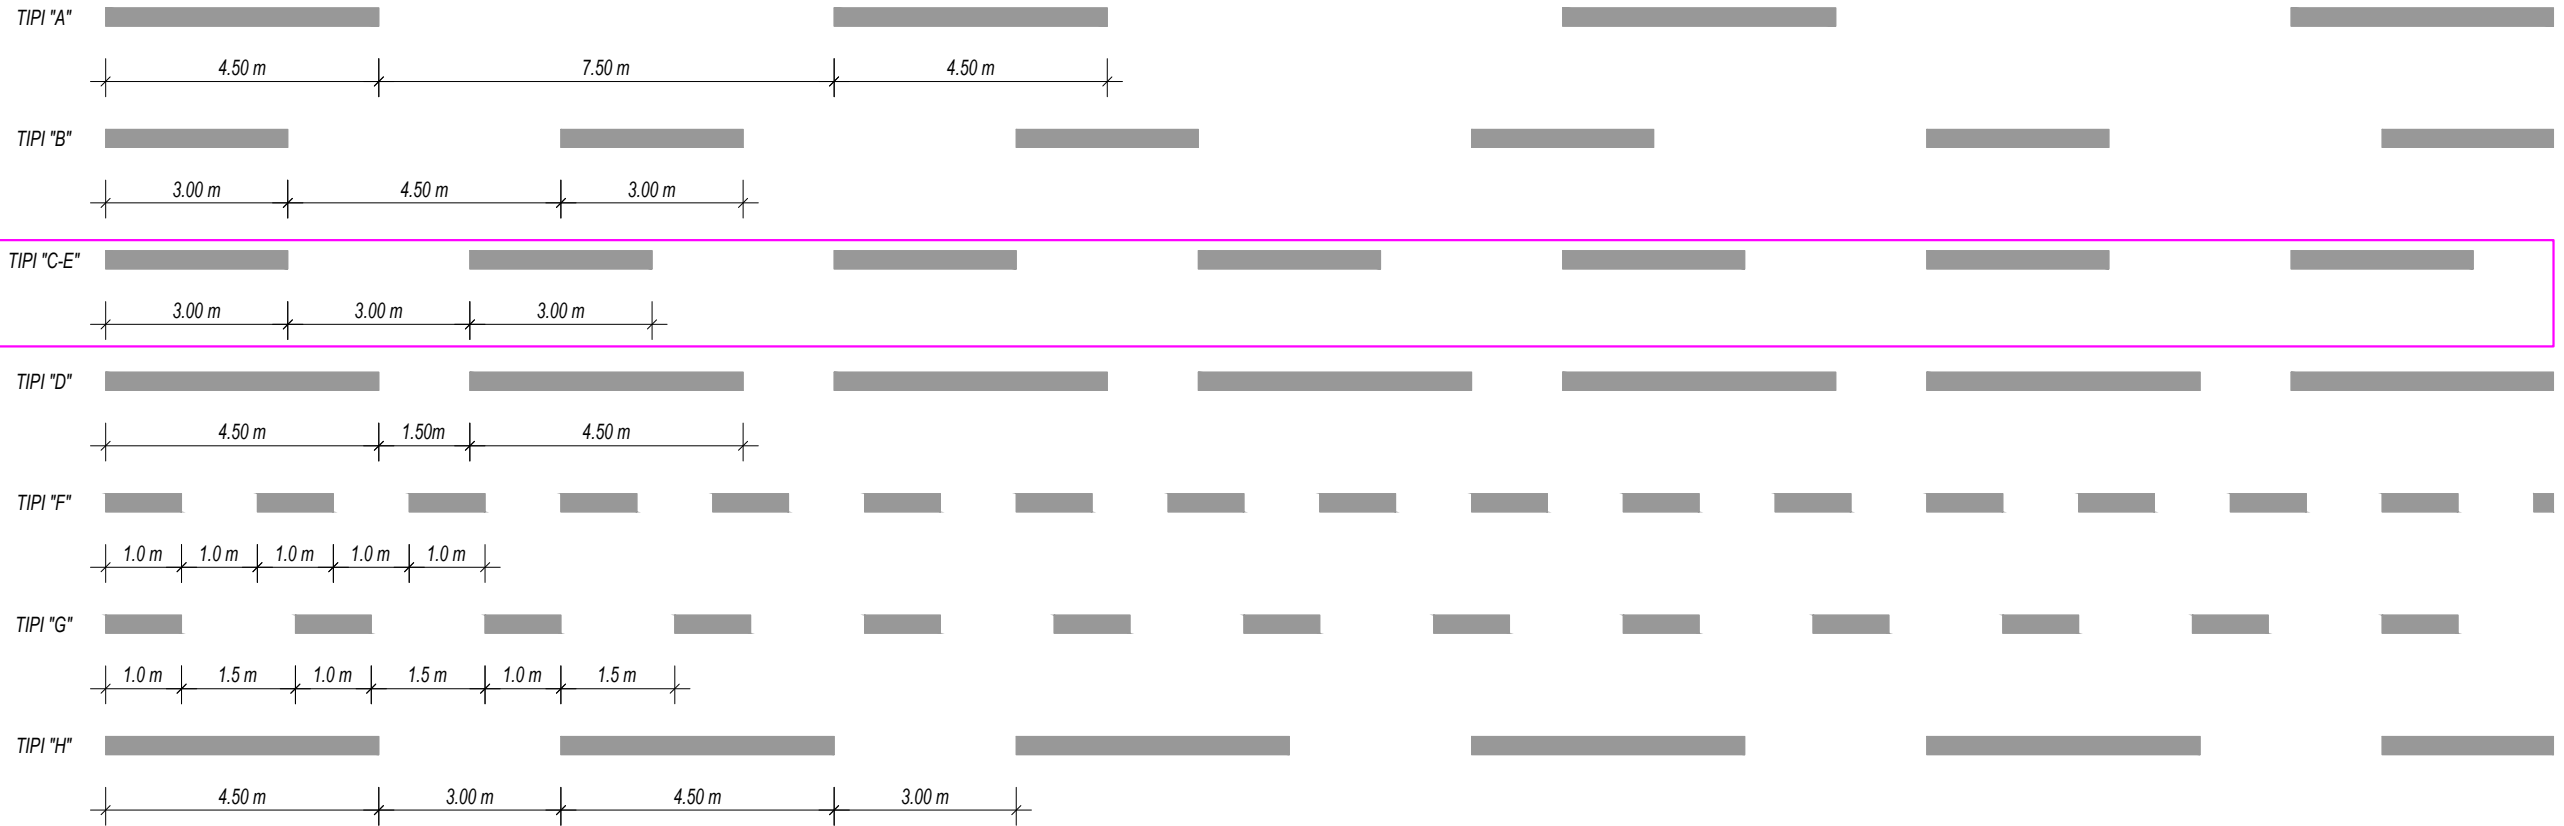 TIPI "A"
4.50 m 7.50 m 4.50 m
TIPI "B"
3.00 m 4.50 m 3.00 m
TIPI "C-E"
3.00 m 3.00 m 3.00 m
TIPI "D"
4.50 m 1.50m 4.50 m
TIPI "F"
1.0 m 1.0 m 1.0 m 1.0 m 1.0 m
TIPI "G"
1.0 m 1.5 m 1.0 m 1.5 m 1.0 m 1.5 m
TIPI "H"
4.50 m 3.00 m 4.50 m 3.00 m